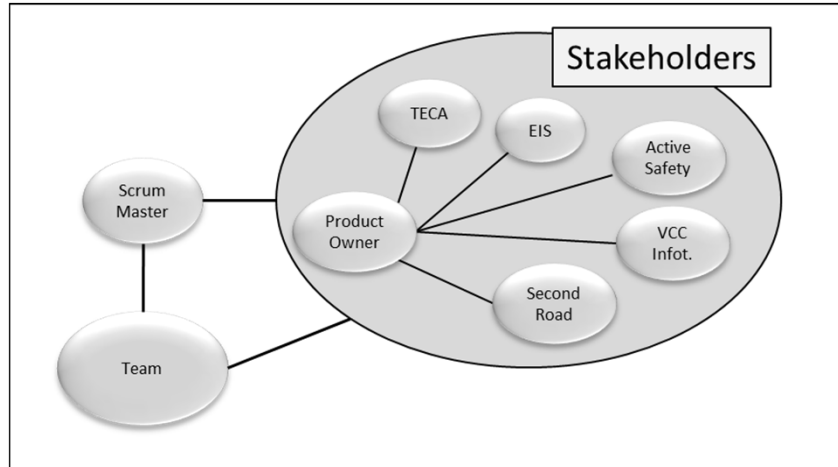 Stakeholders
TECA
EIS
Active
Safety
Scrum
Master
Product
Owner
VCC
Infot.
Second
Road
Team